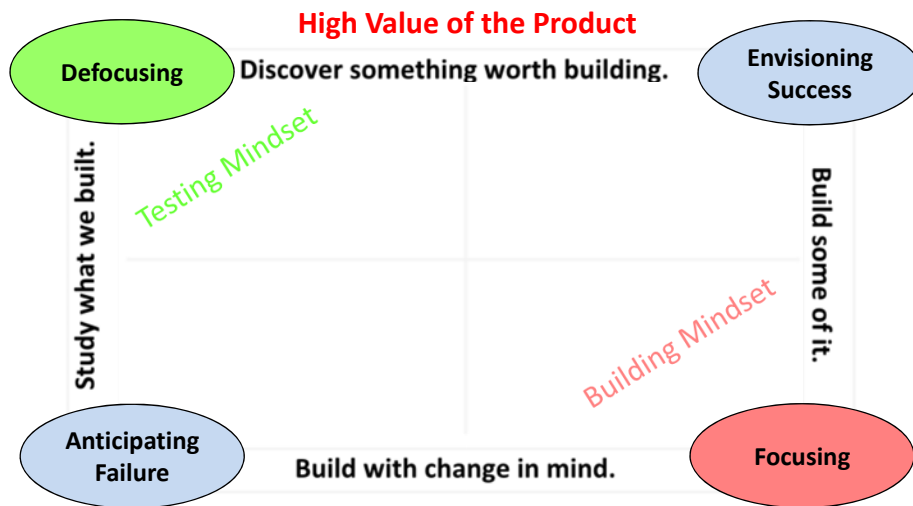 High Value of the Product
Defocusing
Discover something worth building.
Envisioning
Success
Testing Mindset
Study what we built.
Build some of it.
Building Mindset
Anticipating
Failure
Build with change in mind.
Focusing